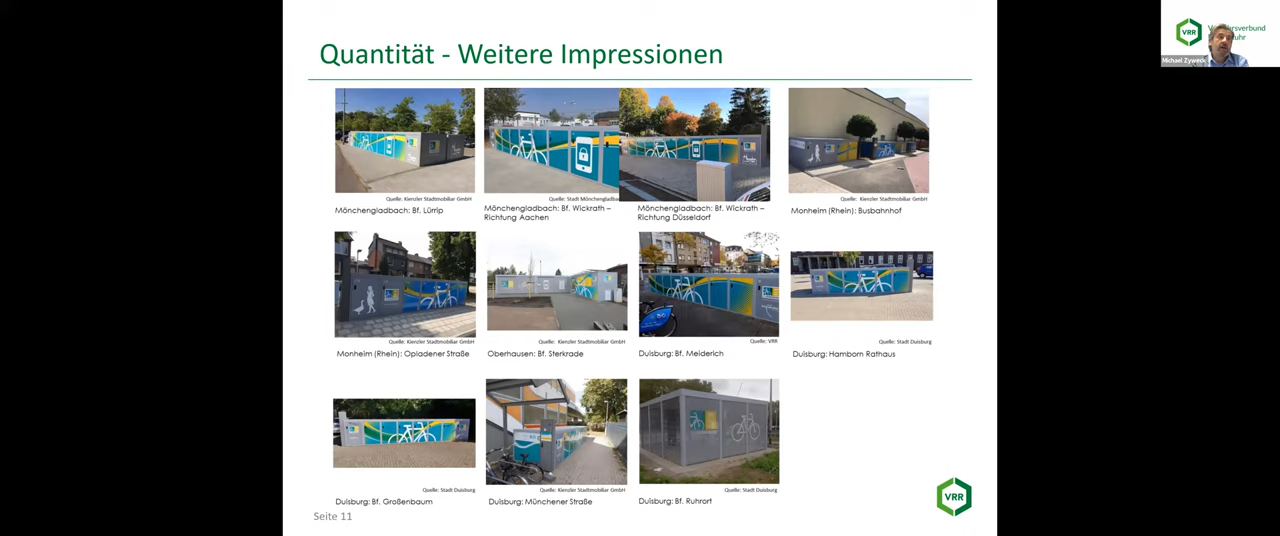 Quantität - Weitere Impressionen
VRR
Michael Zyweck
Quelle: Kienzler Stadtmobiliar GmbH
Mönchengladbach: Bf. Lürrip
Quelle: Stadt Mönchengladba
Mönchengladbach: Bf. Wickrath –
Richtung Aachen
Mönchengladbach: Bf. Wickrath –
Richtung Düsseldorf
Quelle: Kienzler Stadtmobiliar GmbH
Monheim (Rhein): Busbahnhof
Quelle: Kienzler Stadtmobiliar GmbH
Monheim (Rhein): Opladener Straße
Quelle: Kienzler Stadtmobiliar GmbH
Oberhausen: Bf. Sterkrade
Quelle: VRR
Duisburg: Bf. Meiderich
Quelle: Stadt Duisburg
Duisburg: Hamborn Rathaus
Quelle: Stadt Duisburg
Duisburg: Bf. Großenbaum
Quelle: Kienzler Stadtmobiliar GmbH
Duisburg: Münchener Straße
Quelle: Stadt Duisburg
Duisburg: Bf. Ruhrort
VRR
Seite 11